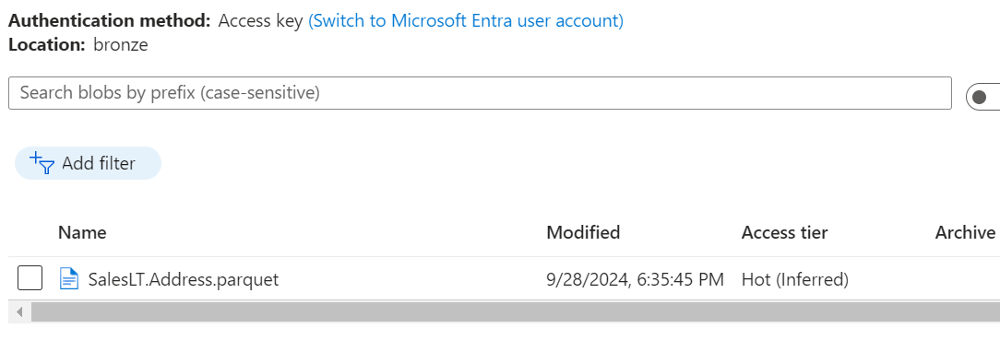 Authentication method: Access key (Switch to Microsoft Entra user account)
Location: bronze
Search blobs by prefix (case-sensitive)
Add filter
Name Modified Access tier Archive
SalesLT.Address.parquet 9/28/2024, 6:35:45 PM Hot (Inferred)